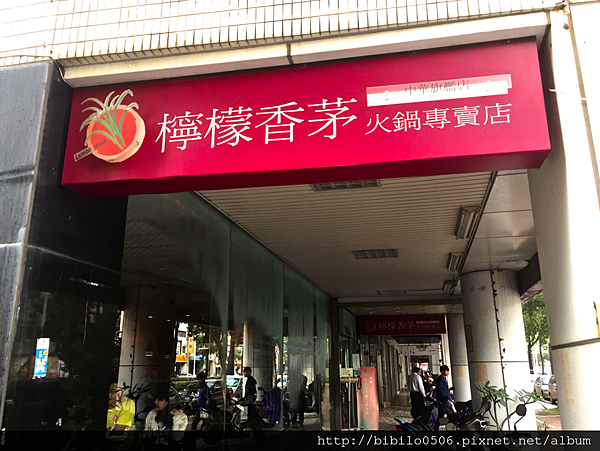 中華旗艦店
檸檬香茅
火鍋專賣店
檸檬香茅
http://bibilo0506.pixnet.net/album